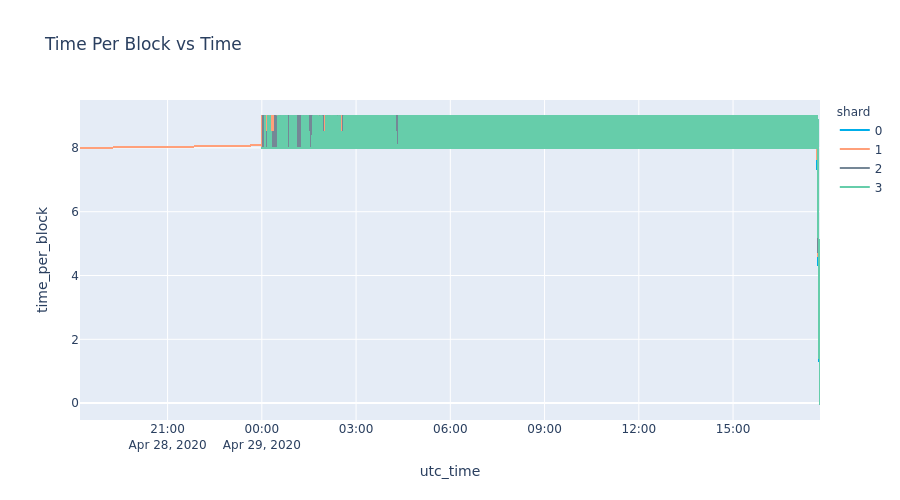 Time Per Block vs Time
shard
0
1
2
3
time_per_block
8
6
4
2
0
21:00
Apr 28, 2020
00:00
Apr 29, 2020
03:00
06:00
09:00
12:00
15:00
utc_time